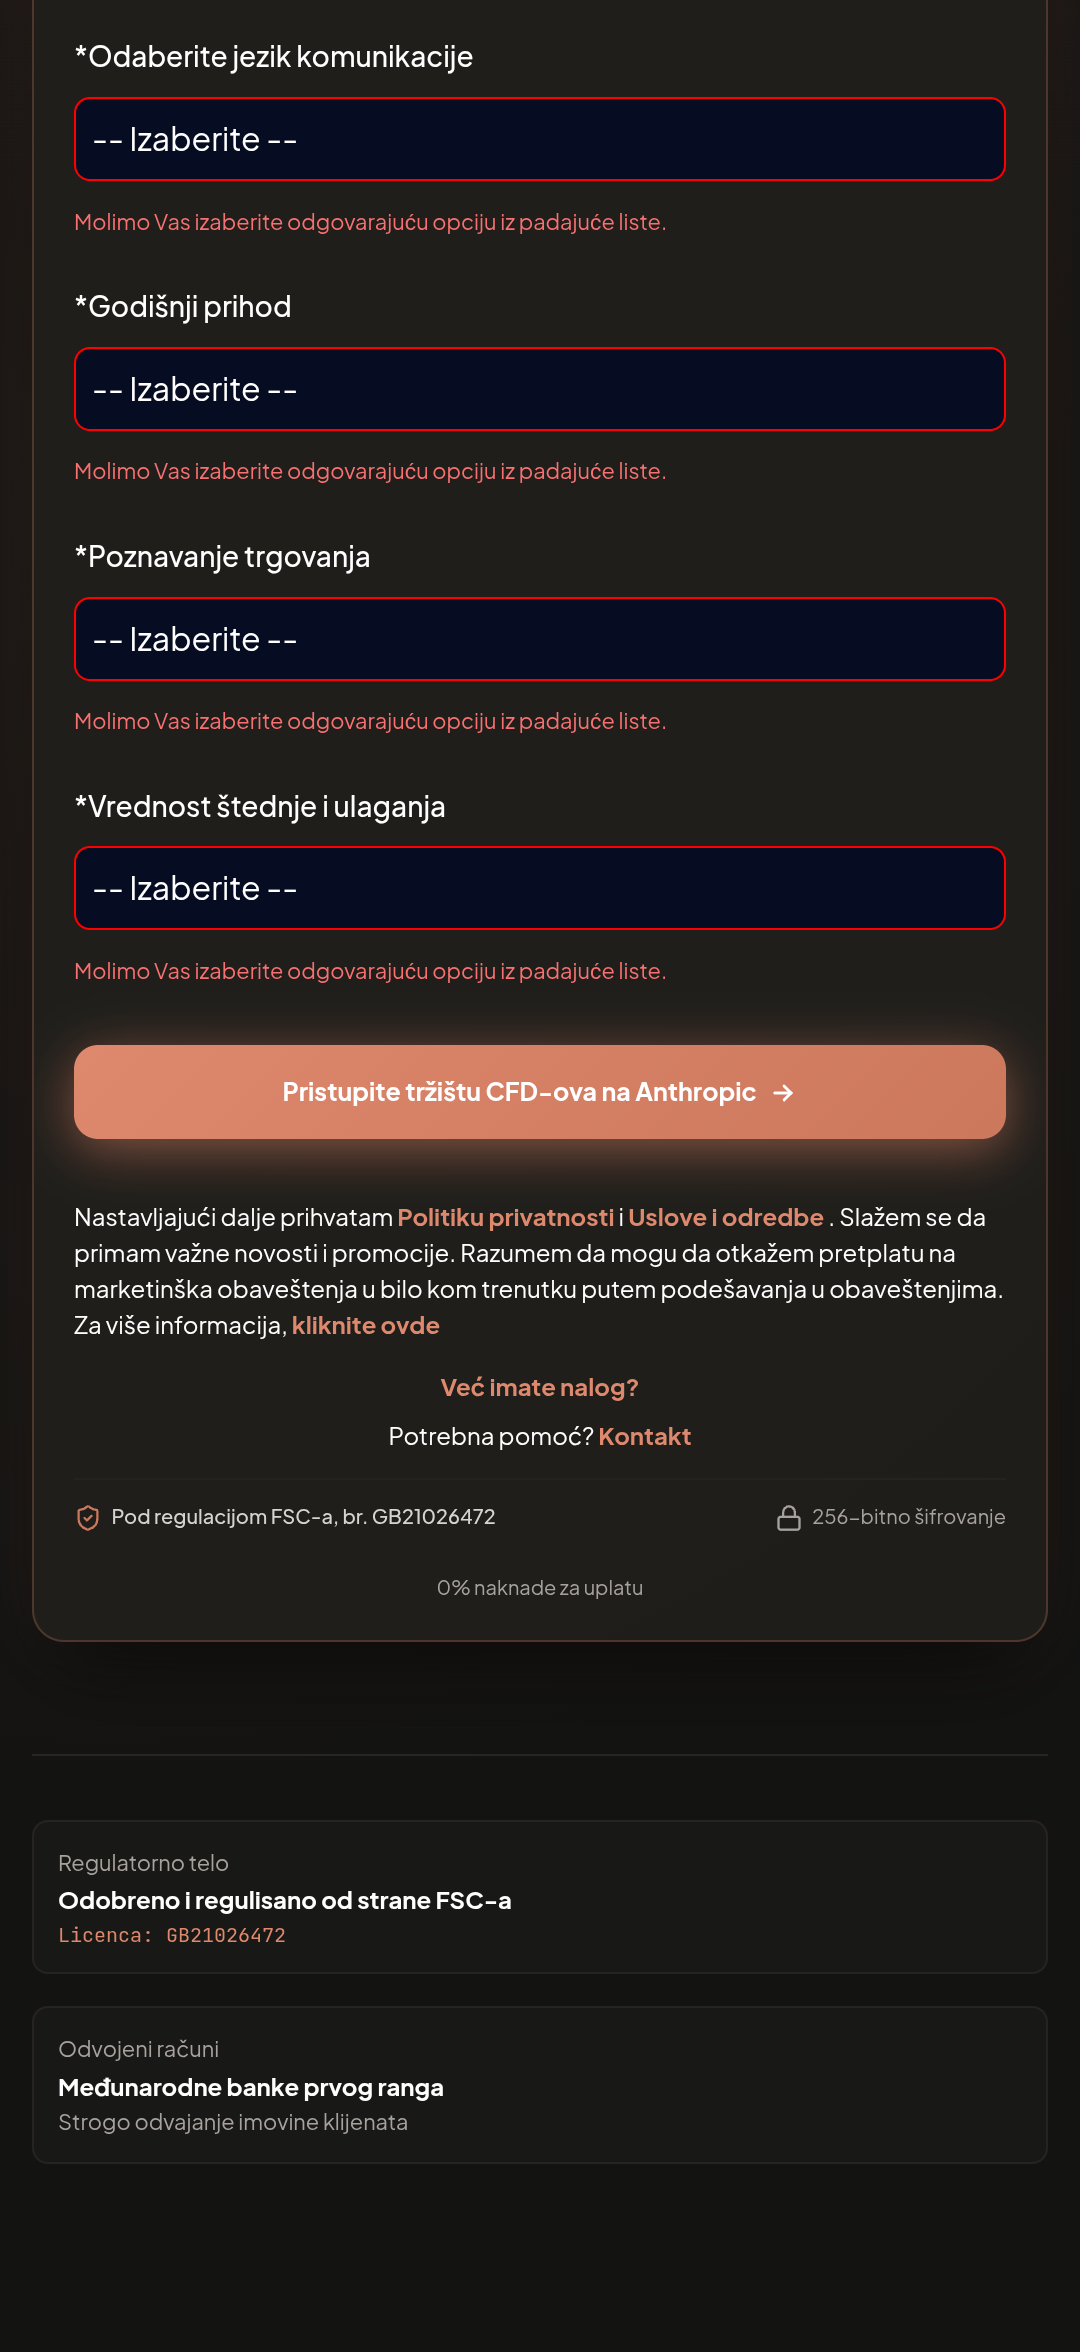 *Odaberite jezik komunikacije
-- Izaberite --
Molimo Vas izaberite odgovarajuću opciju iz padajuće liste.
*Godišnji prihod
-- Izaberite --
Molimo Vas izaberite odgovarajuću opciju iz padajuće liste.
*Poznavanje trgovanja
-- Izaberite --
Molimo Vas izaberite odgovarajuću opciju iz padajuće liste.
*Vrednost štednje i ulaganja
-- Izaberite --
Molimo Vas izaberite odgovarajuću opciju iz padajuće liste.
Pristupite tržištu CFD-ova na Anthropic →
Nastavljajući dalje prihvatam Politiku privatnosti i Uslove i odredbe . Slažem se da
primam važne novosti i promocije. Razumem da mogu da otkažem pretplatu na
marketinška obaveštenja u bilo kom trenutku putem podešavanja u obaveštenjima.
Za više informacija, kliknite ovde
Već imate nalog?
Potrebna pomoć? Kontakt
Pod regulacijom FSC-a, br. GB21026472
256-bitno šifrovanje
0% naknade za uplatu
Regulatorno telo
Odobreno i regulisano od strane FSC-a
Licenca: GB21026472
Odvojeni računi
Međunarodne banke prvog ranga
Strogo odvajanje imovine klijenata